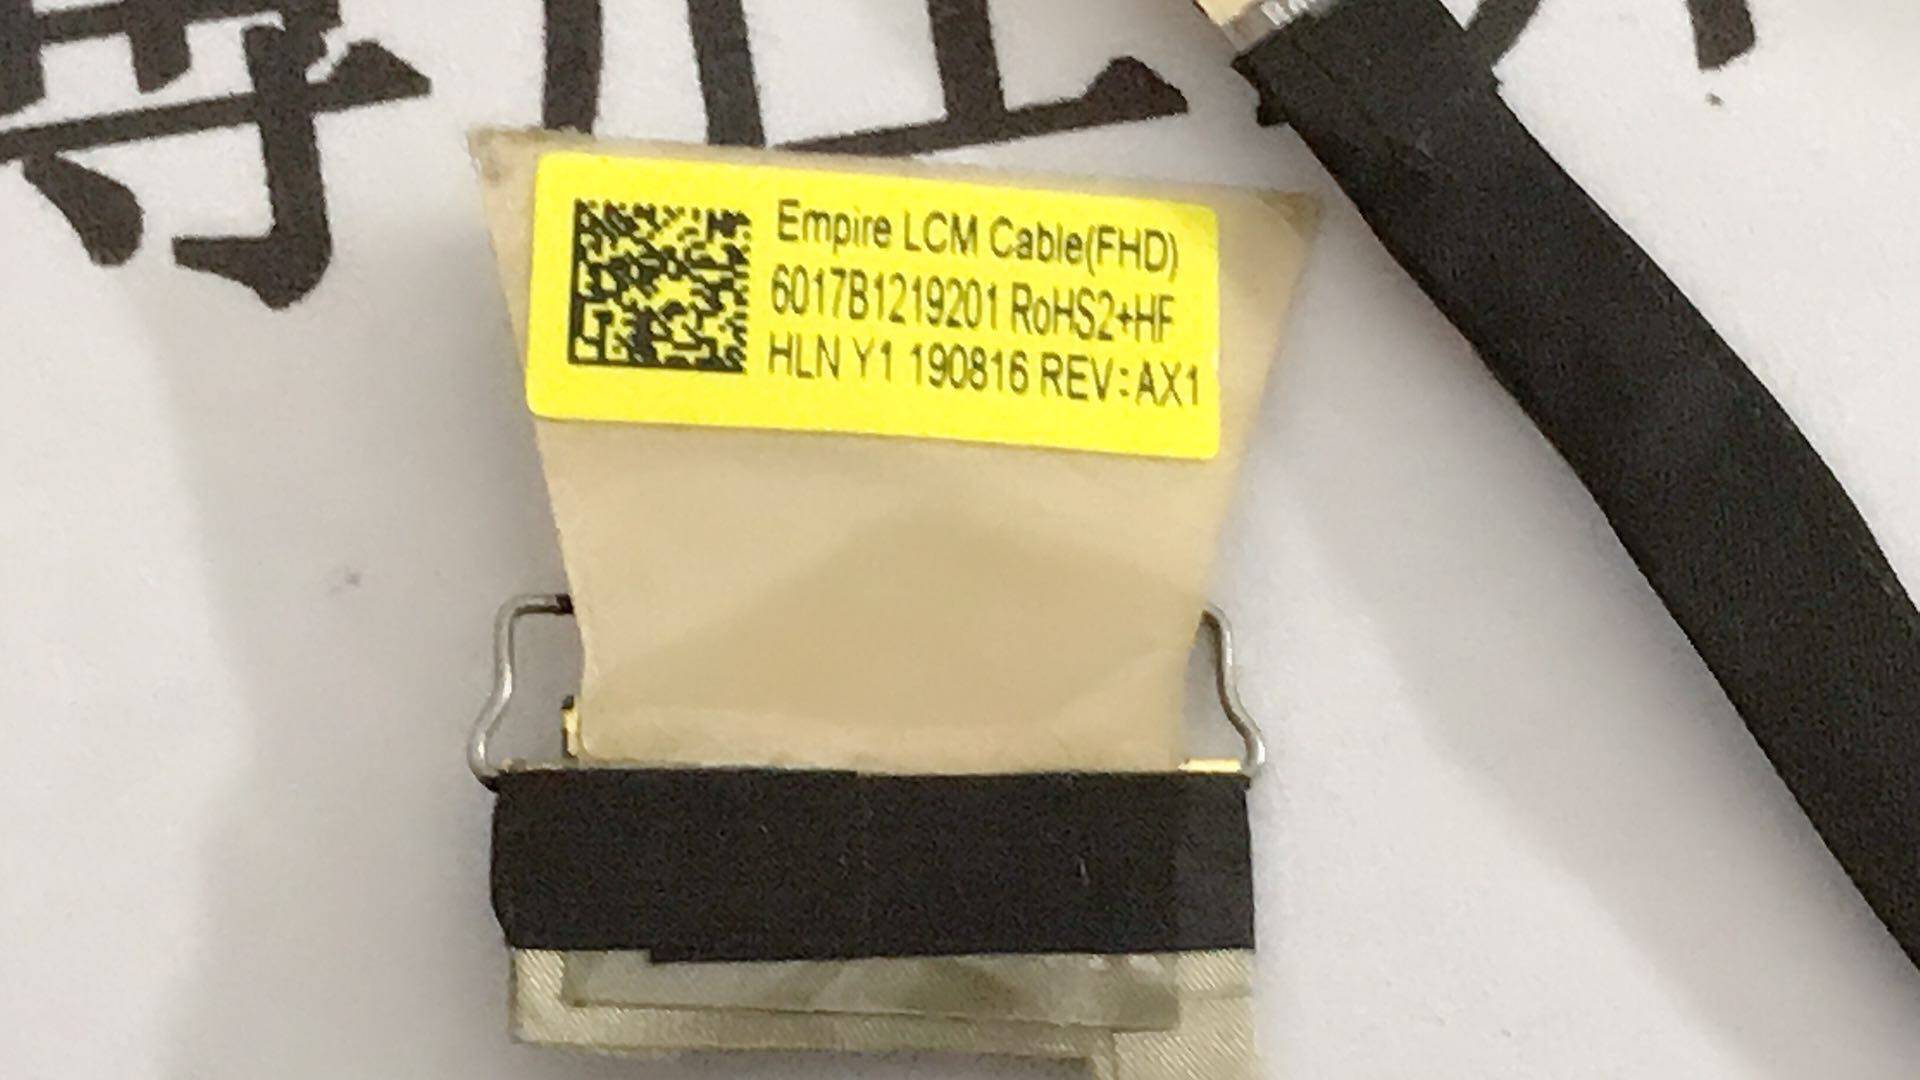 Empire LCM Cable(FHD)
6017B1219201 RoHS2+HF
HLN Y1 190816 REV:AX1